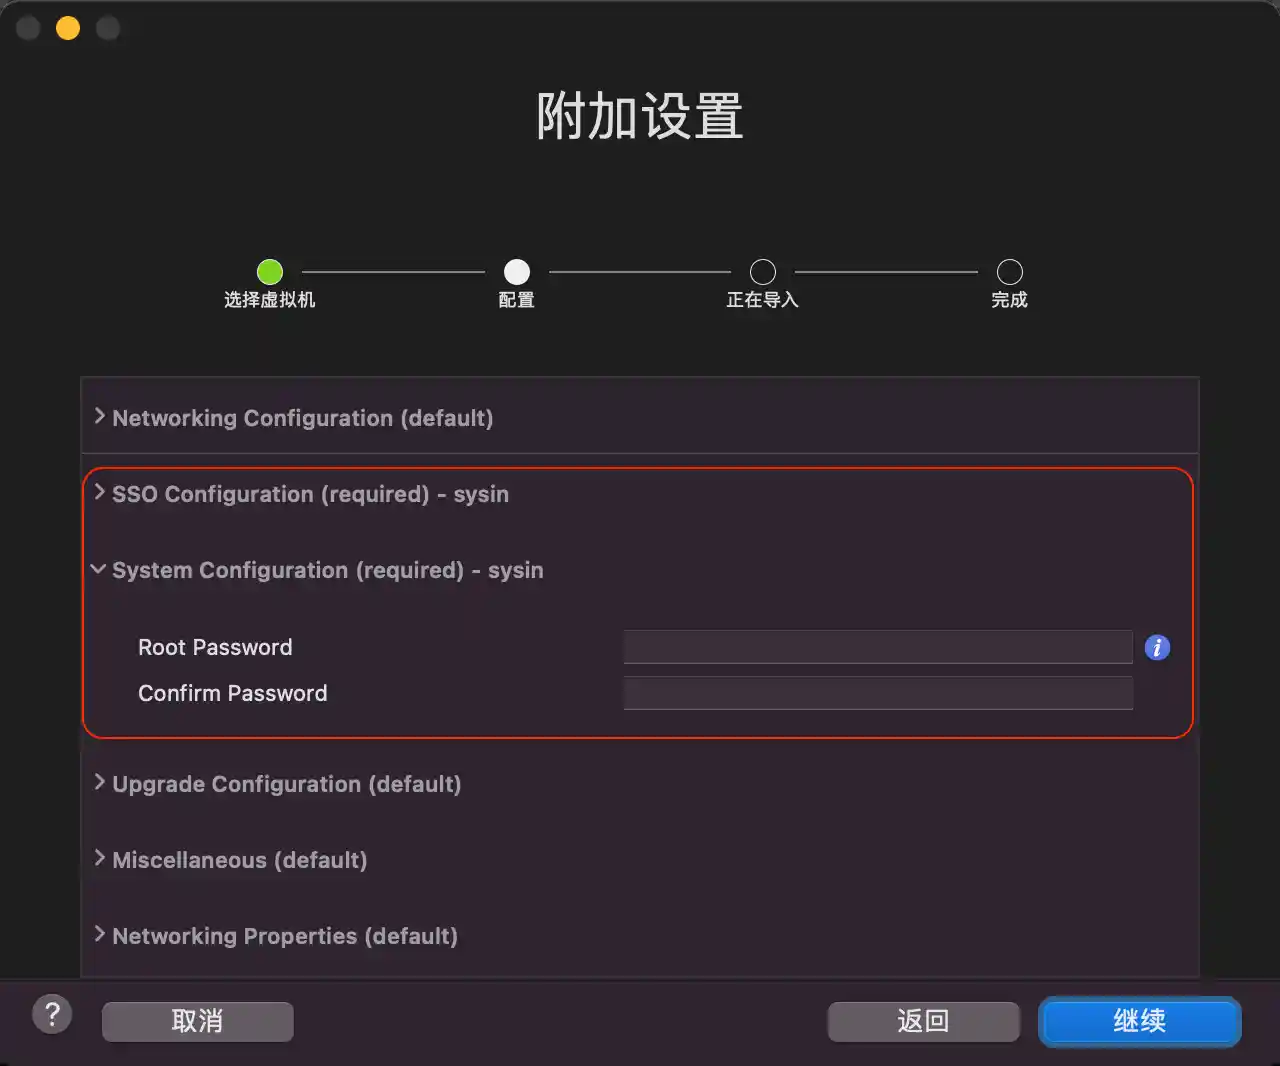 附加设置
选择虚拟机
配置
正在导入
完成
Networking Configuration (default)
SSO Configuration (required) - sysin
System Configuration (required) - sysin
Root Password
i
Confirm Password
Upgrade Configuration (default)
Miscellaneous (default)
Networking Properties (default)
?
取消
返回
继续